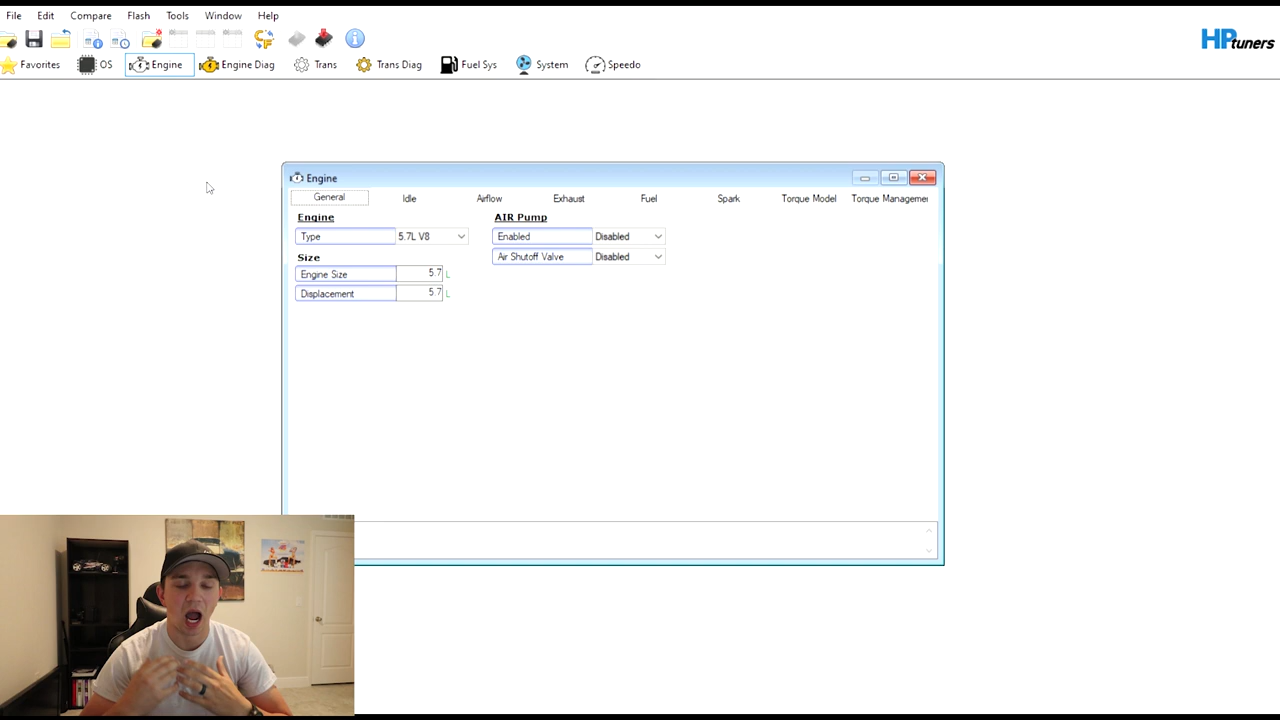 File Edit Compare Flash Tools Window Help
HPtuners
Favorites OS Engine Engine Diag Trans Trans Diag Fuel Sys System Speedo
Engine
General Idle Airflow Exhaust Fuel Spark Torque Model Torque Managemer
Engine AIR Pump
Type 5.7L V8 Enabled Disabled
Size Air Shutoff Valve Disabled
Engine Size 5.7 L
Displacement 5.7 L